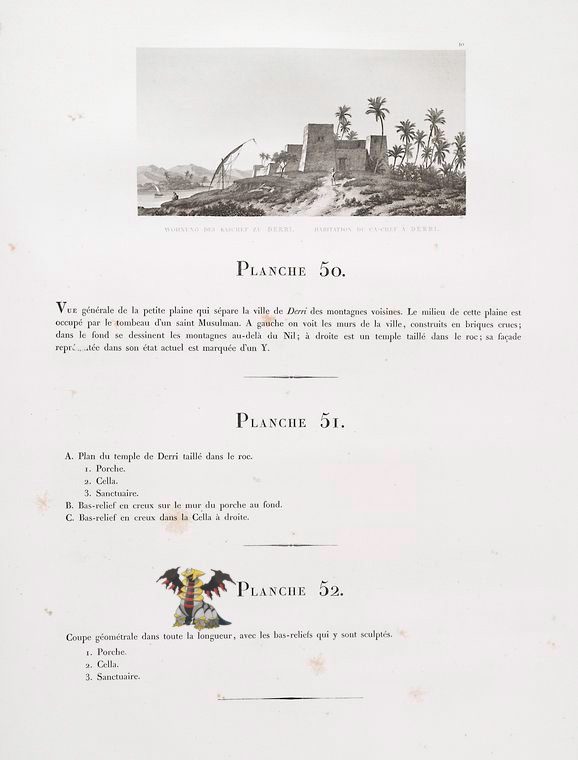 10
WOHNUNG DES KASCHEF ZU DERRI. HABITATION DU CA-CHEF A DERRI.
PLANCHE 50.
VUE générale de la petite plaine qui sépare la ville de Derri des montagnes voisines. Le milieu de cette plaine est
occupé par le tombeau d'un saint Musulman. A gauche on voit les murs de la ville, construits en briques crues;
dans le fond se dessinent les montagnes au-delà du Nil; à droite est un temple taillé dans le roc; sa façade
dans son état actuel est marquée d'un Y.
PLANCHE 51.
A. Plan du temple de Derri taillé dans le roc.
1. Porche.
2. Cella.
3. Sanctuaire.
B. Bas-relief en creux sur le mur du porche au fond.
C. Bas-relief en creux dans la Cella à droite.
PLANCHE 52.
Coupe géométrale dans toute la longueur, avec les bas-reliefs qui y sont sculptés.
1. Porche.
2. Cella.
3. Sanctuaire.